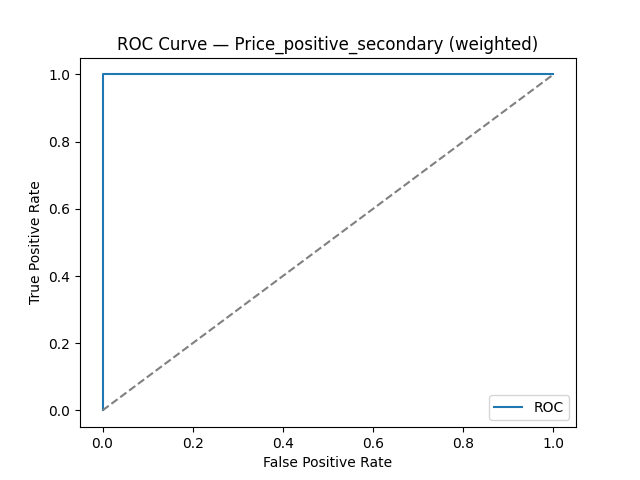 ROC Curve — Price_positive_secondary (weighted)
True Positive Rate
1.0
0.8
0.6
0.4
0.2
0.0
0.0 0.2 0.4 0.6 0.8 1.0
False Positive Rate
ROC